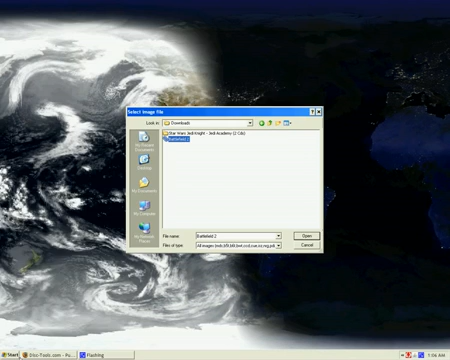 Select image file
Look in:
Downloads
Star Wars Jedi Knight - Jedi Academy (2 Cds)
Battlefield 2
My Recent
Documents
Desktop
My Documents
My Computer
My Network
Places
File name:
Battlefield 2
Open
Files of type:
Cancel
Start
Flashing
1:06 AM